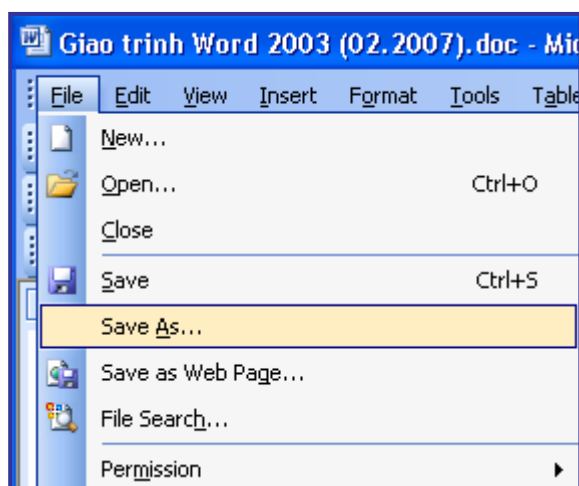 Giao trinh Word 2003 (02.2007).doc - Mic
File Edit View Insert Format Tools Table
New...
Open... Ctrl+O
Close
Save Ctrl+S
Save As...
Save as Web Page...
File Search...
Permission